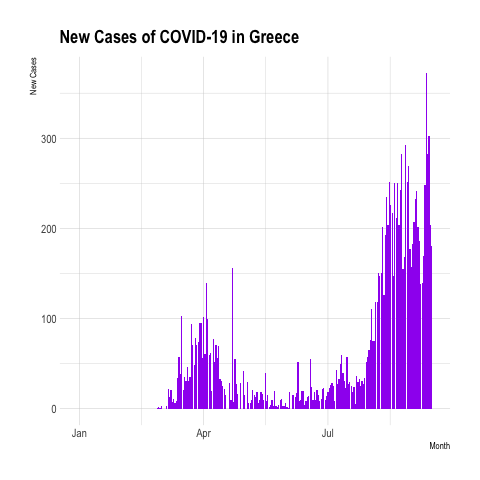 New Cases of COVID-19 in Greece
New Cases
300
200
100
0
Jan Apr Jul
Month